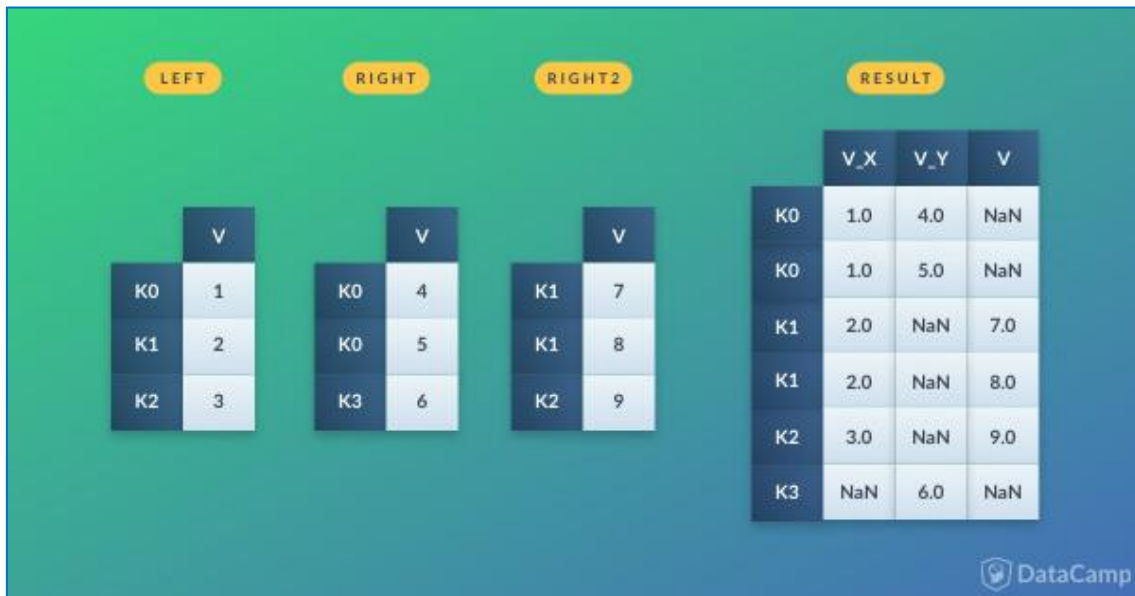 LEFT RIGHT RIGHT2 RESULT
V_X V_Y V
K0 1.0 4.0 NaN
K0 1.0 5.0 NaN
K1 2.0 NaN 7.0
K1 2.0 NaN 8.0
K2 3.0 NaN 9.0
K3 NaN 6.0 NaN
V
K0 1
K1 2
K2 3
V
K0 4
K0 5
K3 6
V
K1 7
K1 8
K2 9
DataCamp